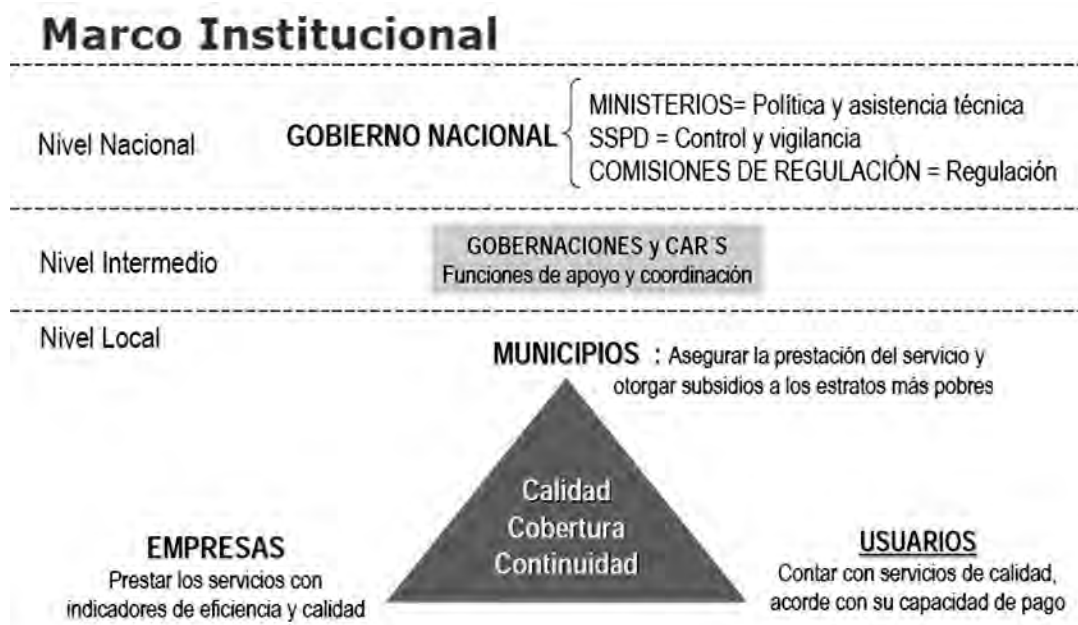 Marco Institucional
Nivel Nacional
GOBIERNO NACIONAL
MINISTERIOS= Política y asistencia técnica
SSPD = Control y vigilancia
COMISIONES DE REGULACIÓN = Regulación
Nivel Intermedio
GOBERNACIONES y CAR´S
Funciones de apoyo y coordinación
Nivel Local
MUNICIPIOS : Asegurar la prestación del servicio y
otorgar subsidios a los estratos más pobres
Calidad
Cobertura
Continuidad
EMPRESAS
Prestar los servicios con
indicadores de eficiencia y calidad
USUARIOS
Contar con servicios de calidad,
acorde con su capacidad de pago